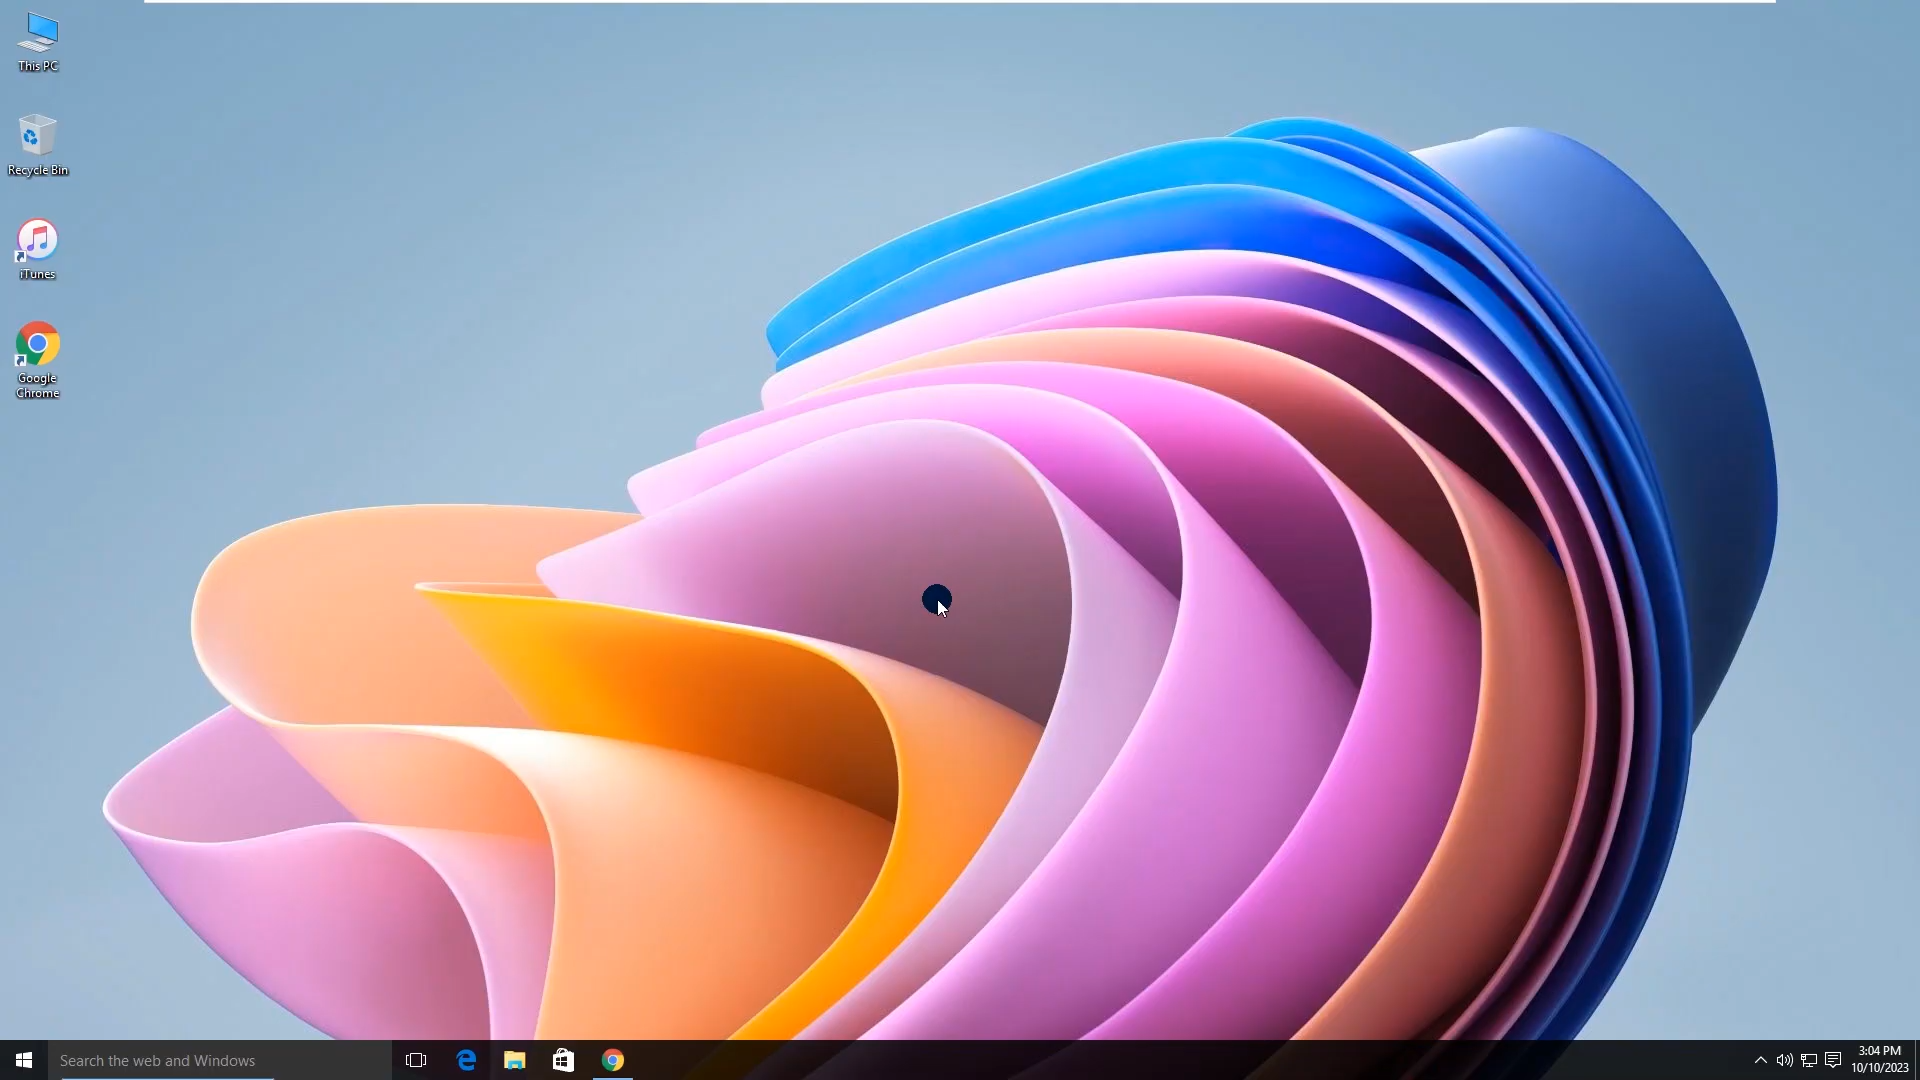 This PC
Recycle Bin
iTunes
Google
Chrome
Search the web and Windows
3:04 PM
10/10/2023